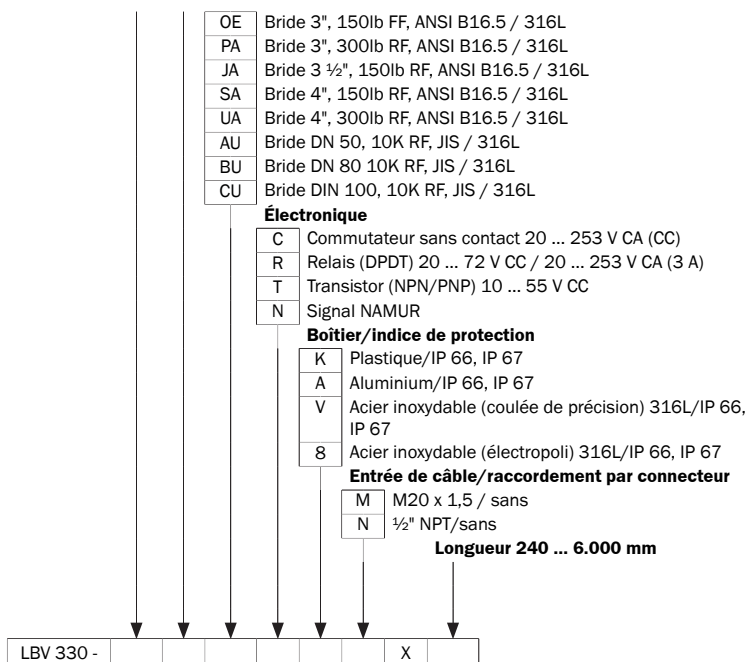 OE Bride 3", 150lb FF, ANSI B16.5 / 316L
PA Bride 3", 300lb RF, ANSI B16.5 / 316L
JA Bride 3 ½", 150lb RF, ANSI B16.5 / 316L
SA Bride 4", 150lb RF, ANSI B16.5 / 316L
UA Bride 4", 300lb RF, ANSI B16.5 / 316L
AU Bride DN 50, 10K RF, JIS / 316L
BU Bride DN 80 10K RF, JIS / 316L
CU Bride DIN 100, 10K RF, JIS / 316L
Électronique
C Commutateur sans contact 20 ... 253 V CA (CC)
R Relais (DPDT) 20 ... 72 V CC / 20 ... 253 V CA (3 A)
T Transistor (NPN/PNP) 10 ... 55 V CC
N Signal NAMUR
Boîtier/indice de protection
K Plastique/IP 66, IP 67
A Aluminium/IP 66, IP 67
V Acier inoxydable (coulée de précision) 316L/IP 66,
IP 67
8 Acier inoxydable (électropoli) 316L/IP 66, IP 67
Entrée de câble/raccordement par connecteur
M M20 x 1,5 / sans
N ½" NPT/sans
Longueur 240 ... 6.000 mm
LBV 330 - X